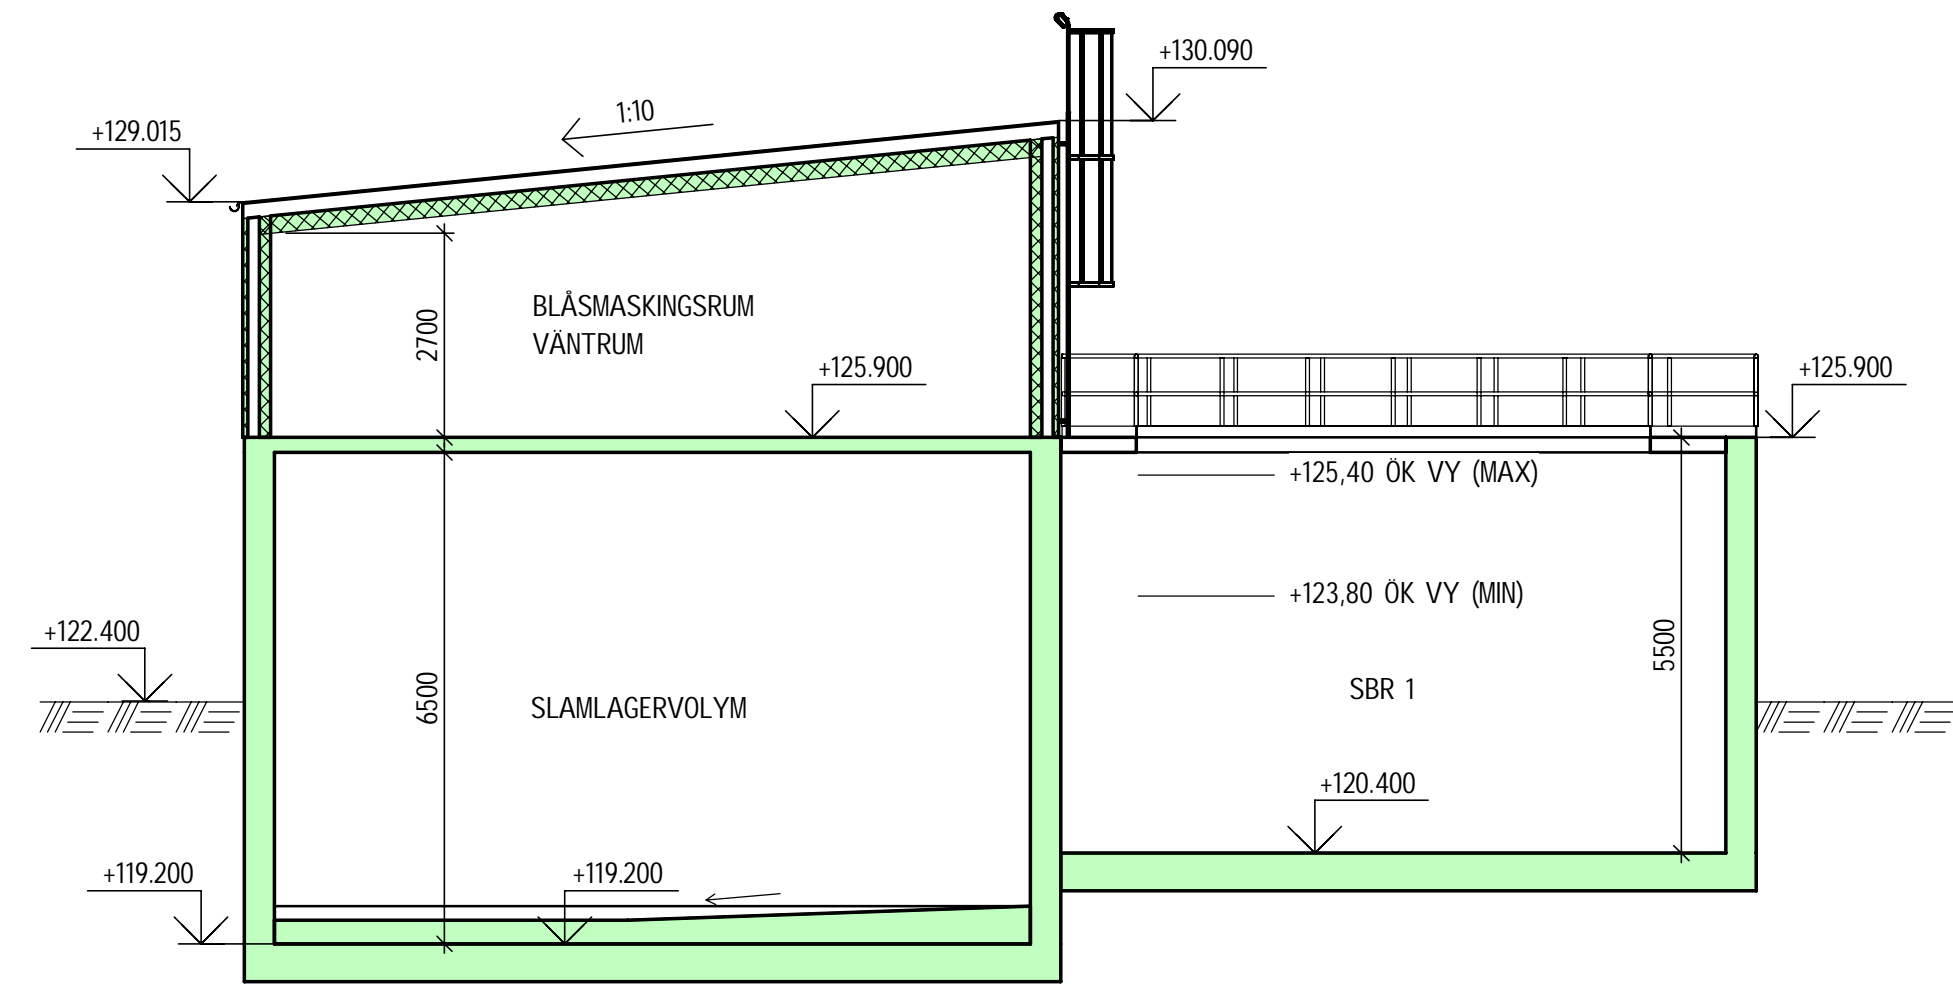 +130.090
1:10
+129.015
BLÅSMASKINGSRUM
VÄNTRUM
2700
+125.900
+125.900
+125,40 ÖK VY (MAX)
+123,80 ÖK VY (MIN)
+122.400
5500
6500
SLAMLAGERVOLYM
SBR 1
+120.400
+119.200
+119.200